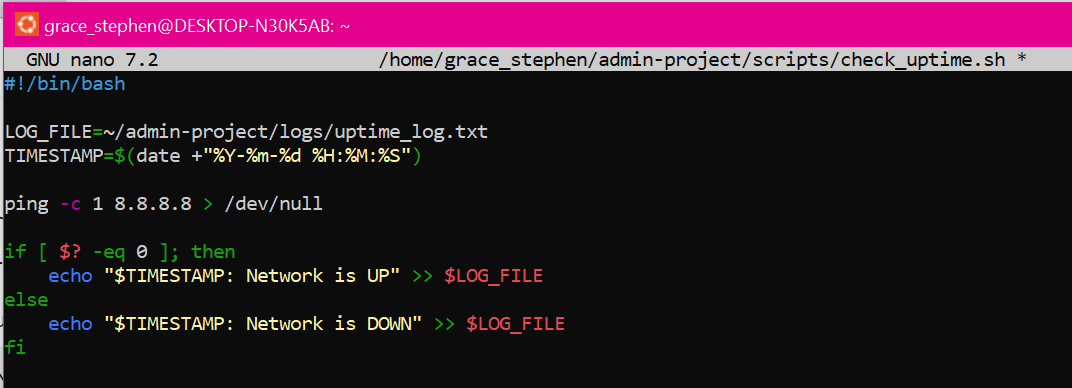 grace_stephen@DESKTOP-N30K5AB: ~
GNU nano 7.2 /home/grace_stephen/admin-project/scripts/check_uptime.sh *
#!/bin/bash

LOG_FILE=~/admin-project/logs/uptime_log.txt
TIMESTAMP=$(date +"%Y-%m-%d %H:%M:%S")

ping -c 1 8.8.8.8 > /dev/null

if [ $? -eq 0 ]; then
    echo "$TIMESTAMP: Network is UP" >> $LOG_FILE
else
    echo "$TIMESTAMP: Network is DOWN" >> $LOG_FILE
fi